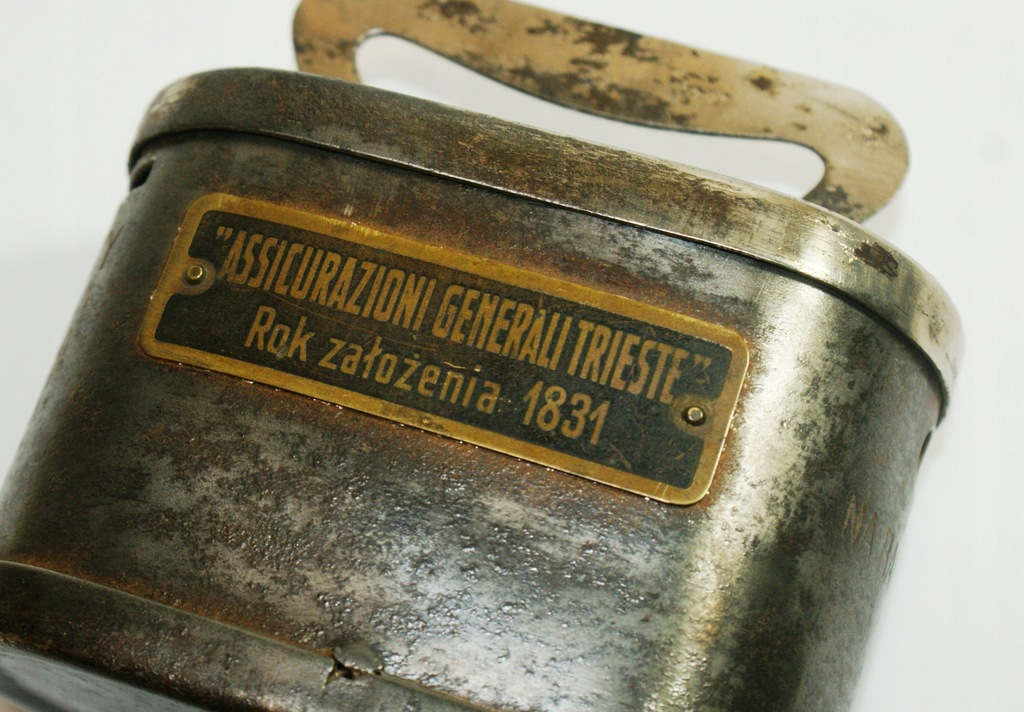 "ASSICURAZIONI GENERALI TRIESTE"
Rok założenia 1831